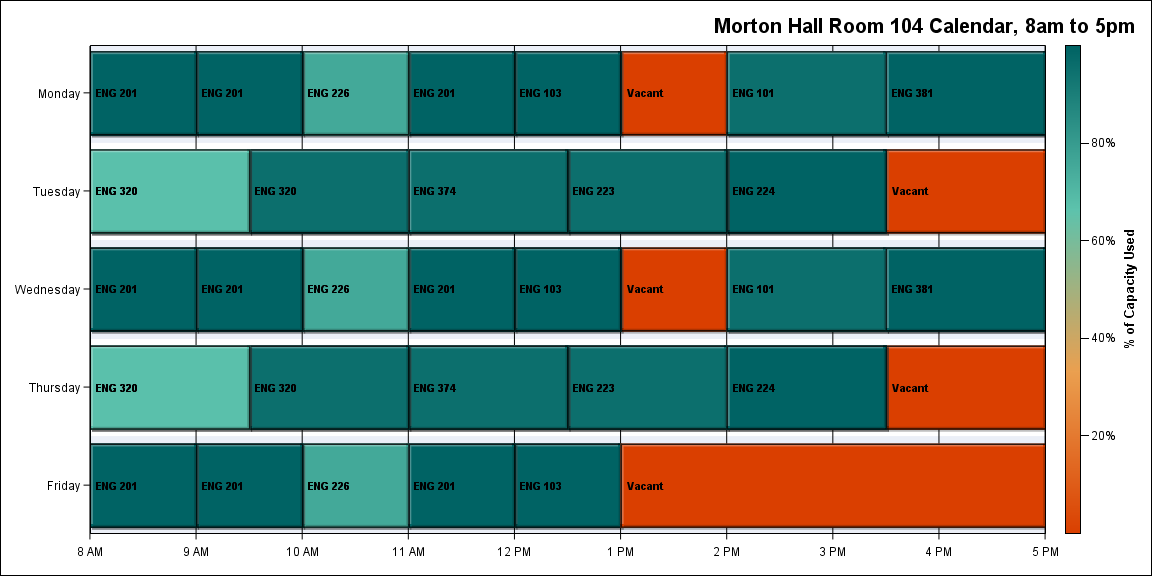 Morton Hall Room 104 Calendar, 8am to 5pm
Monday
ENG 201 ENG 201 ENG 226 ENG 201 ENG 103 Vacant ENG 101 ENG 381
Tuesday
ENG 320 ENG 320 ENG 374 ENG 223 ENG 224 Vacant
Wednesday
ENG 201 ENG 201 ENG 226 ENG 201 ENG 103 Vacant ENG 101 ENG 381
Thursday
ENG 320 ENG 320 ENG 374 ENG 223 ENG 224 Vacant
Friday
ENG 201 ENG 201 ENG 226 ENG 201 ENG 103 Vacant
8 AM 9 AM 10 AM 11 AM 12 PM 1 PM 2 PM 3 PM 4 PM 5 PM
80%
60%
40%
20%
% of Capacity Used